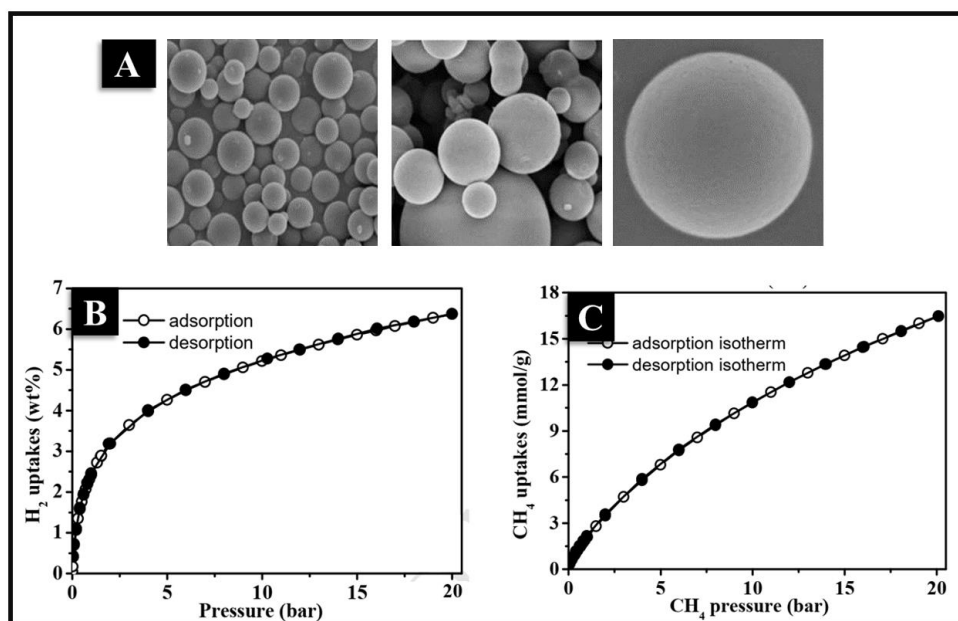 A
B
adsorption
desorption
H₂ uptakes (wt%)
7
6
5
4
3
2
1
0
0 5 10 15 20
Pressure (bar)
C
adsorption isotherm
desorption isotherm
CH₄ uptakes (mmol/g)
18
15
12
9
6
3
0
0 5 10 15 20
CH₄ pressure (bar)